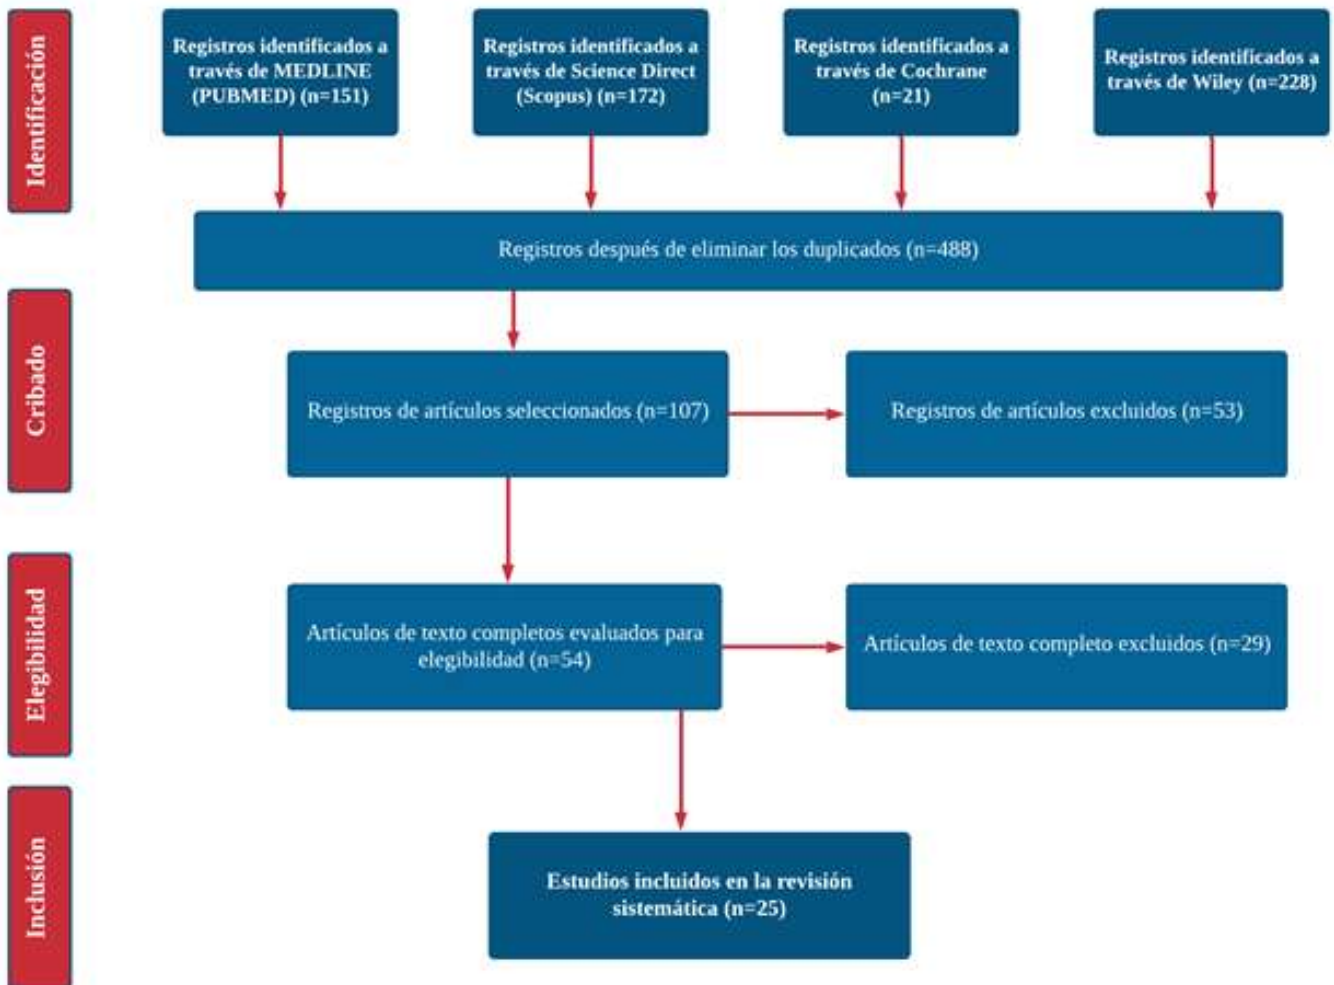 Identificación
Registros identificados a
través de MEDLINE
(PUBMED) (n=151)
Registros identificados a
través de Science Direct
(Scopus) (n=172)
Registros identificados a
través de Cochrane
(n=21)
Registros identificados a
través de Wiley (n=228)
Registros después de eliminar los duplicados (n=488)
Cribado
Registros de artículos seleccionados (n=107)
Registros de artículos excluidos (n=53)
Elegibilidad
Artículos de texto completos evaluados para
elegibilidad (n=54)
Artículos de texto completo excluidos (n=29)
Inclusión
Estudios incluidos en la revisión
sistemática (n=25)